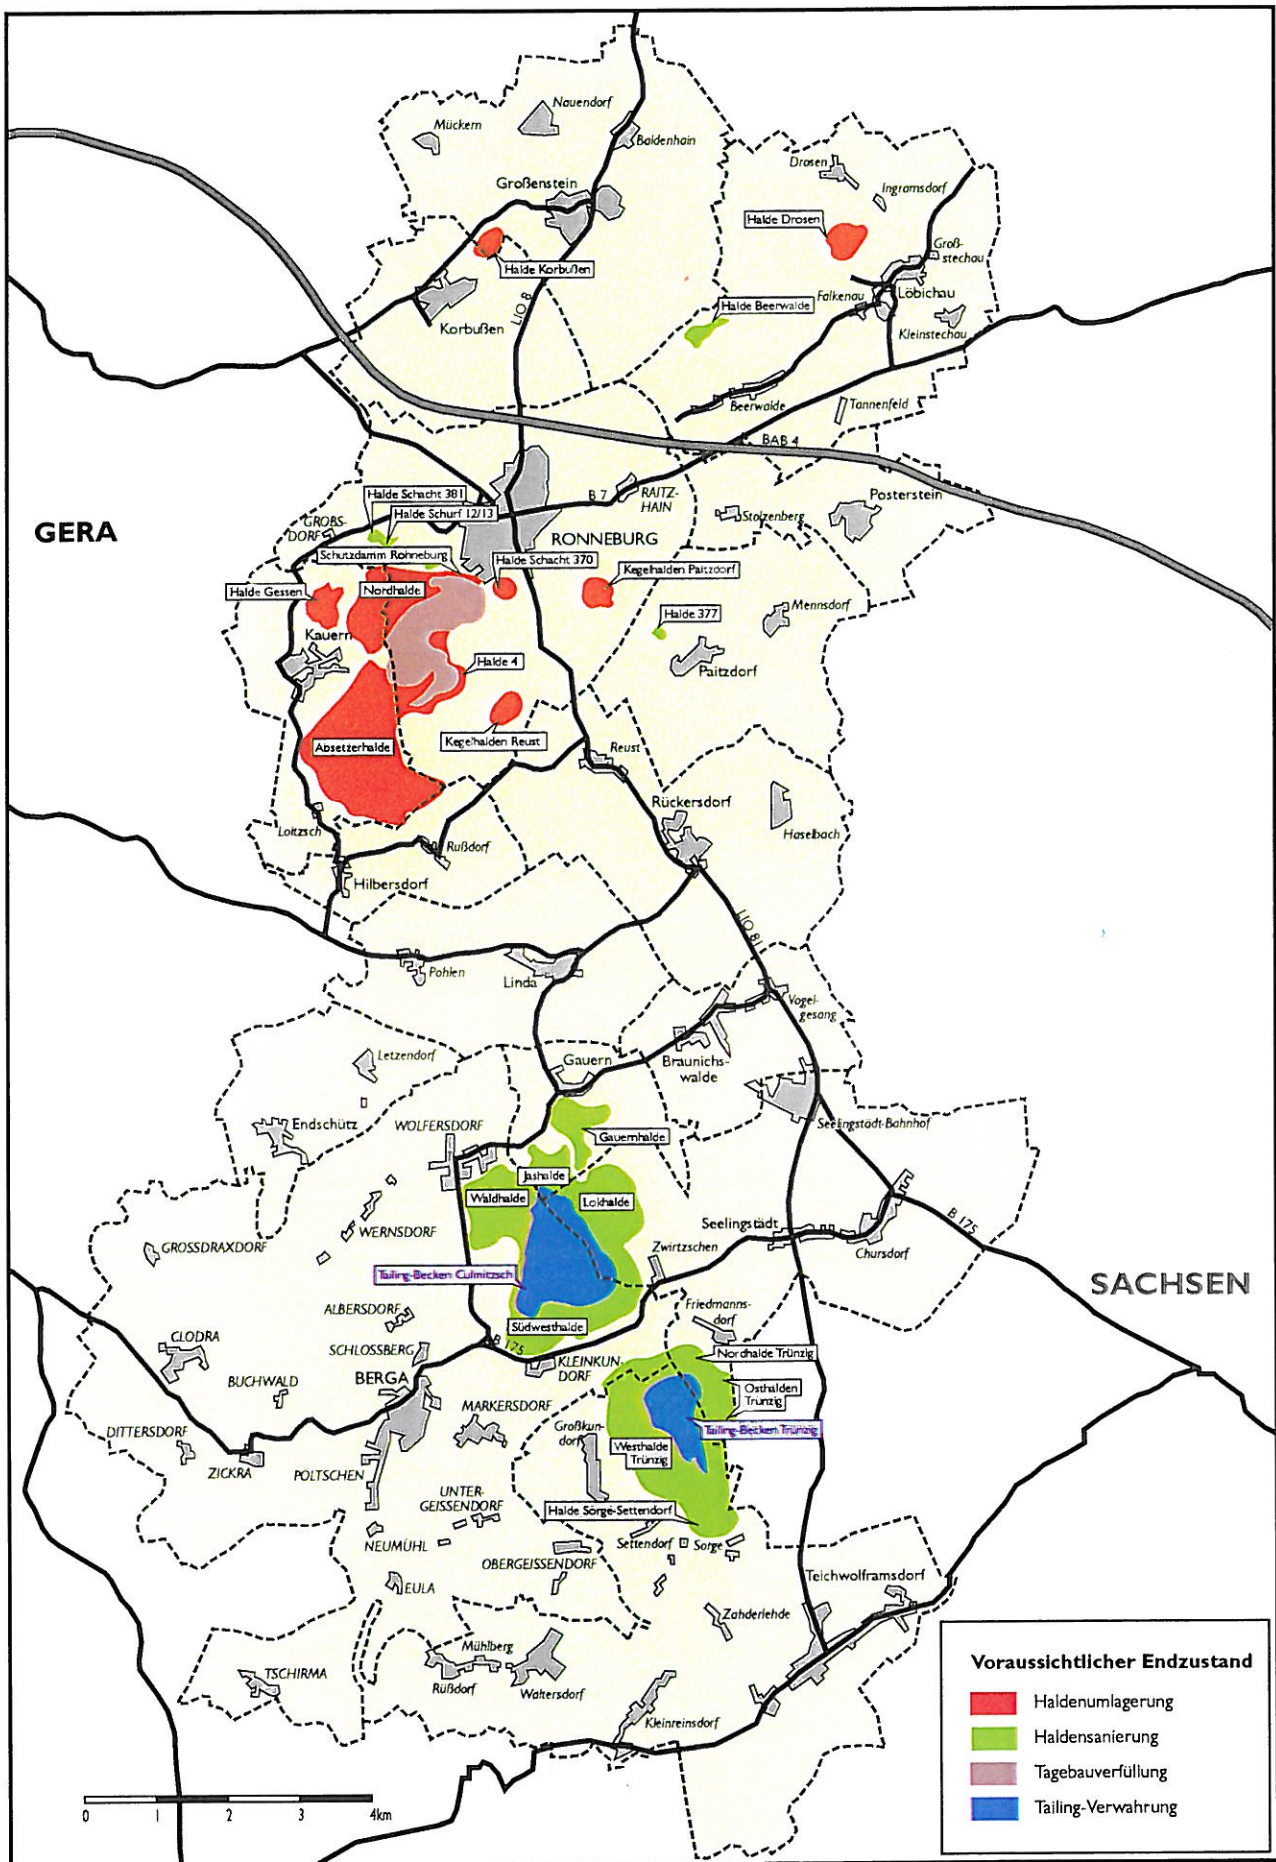 Nauendorf
Mückern
Baldenhain
Großenstein
Drosen
Ingramsdorf
Halde Drosen
Groß-
stechau
Halde Korbußen
Löbichau
Falkenau
Halde Beerwalde
LIO 8
Korbußen
Kleinstechau
Beerwalde
Tannenfeld
BAB 4
B 7
RAITZ-
HAIN
Posterstein
Halde Schacht 381
Halde Schurf 12/13
Stolzenberg
GERA
GROBS-
DORF
RONNEBURG
Schutzdamm Ronneburg
Halde Schacht 370
Kegelhalden Paitzdorf
Halde Gessen
Nordhalde
Mennsdorf
Halde 377
Kauern
Halde 4
Paitzdorf
Absetzerhalde
Kegelhalden Reust
Reust
Rückersdorf
Loitzsch
Haselbach
Rußdorf
Hilbersdorf
LIO 81
Pohlen
Linda
Vogel-
gesang
Letzendorf
Gauern
Braunichs-
walde
Endschütz
WOLFERSDORF
Seelingstädt-Bahnhof
Gauernhalde
Jashalde
Waldhalde
Lokhalde
Seelingstädt
B 175
WERNSDORF
GROSSDRAXDORF
Zwirtzschen
Chursdorf
Tailing-Becken Culmitzsch
SACHSEN
ALBERSDORF
Friedmanns-
dorf
Südwesthalde
CLODRA
SCHLOSSBERG
B 175
KLEINKUN-
DORF
Nordhalde Trünzig
BUCHWALD
BERGA
Osthalden
Trünzig
MARKERSDORF
DITTERSDORF
Großkun-
dorf
Tailing-Becken Trünzig
Westhalde
Trünzig
ZICKRA
PÖLTSCHEN
UNTER-
GEISSENDORF
Halde Sorge-Settendorf
NEUMÜHL
Settendorf
Sorge
OBERGEISSENDORF
EULA
Teichwolframsdorf
Zahderlehde
Mühlberg
TSCHIRMA
Rüßdorf
Waltersdorf
Kleinreinsdorf
Voraussichtlicher Endzustand
Haldenumlagerung
Haldensanierung
Tagebauverfüllung
Tailing-Verwahrung
0 1 2 3 4km